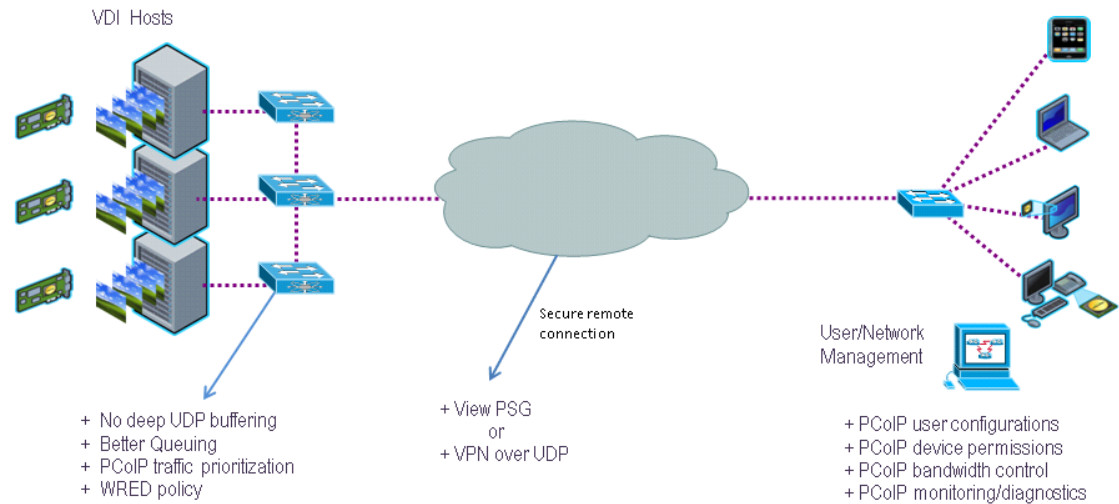 VDI Hosts
Secure remote
connection
User/Network
Management
+ No deep UDP buffering
+ Better Queuing
+ PCoIP traffic prioritization
+ WRED policy
+ View PSG
or
+ VPN over UDP
+ PCoIP user configurations
+ PCoIP device permissions
+ PCoIP bandwidth control
+ PCoIP monitoring/diagnostics